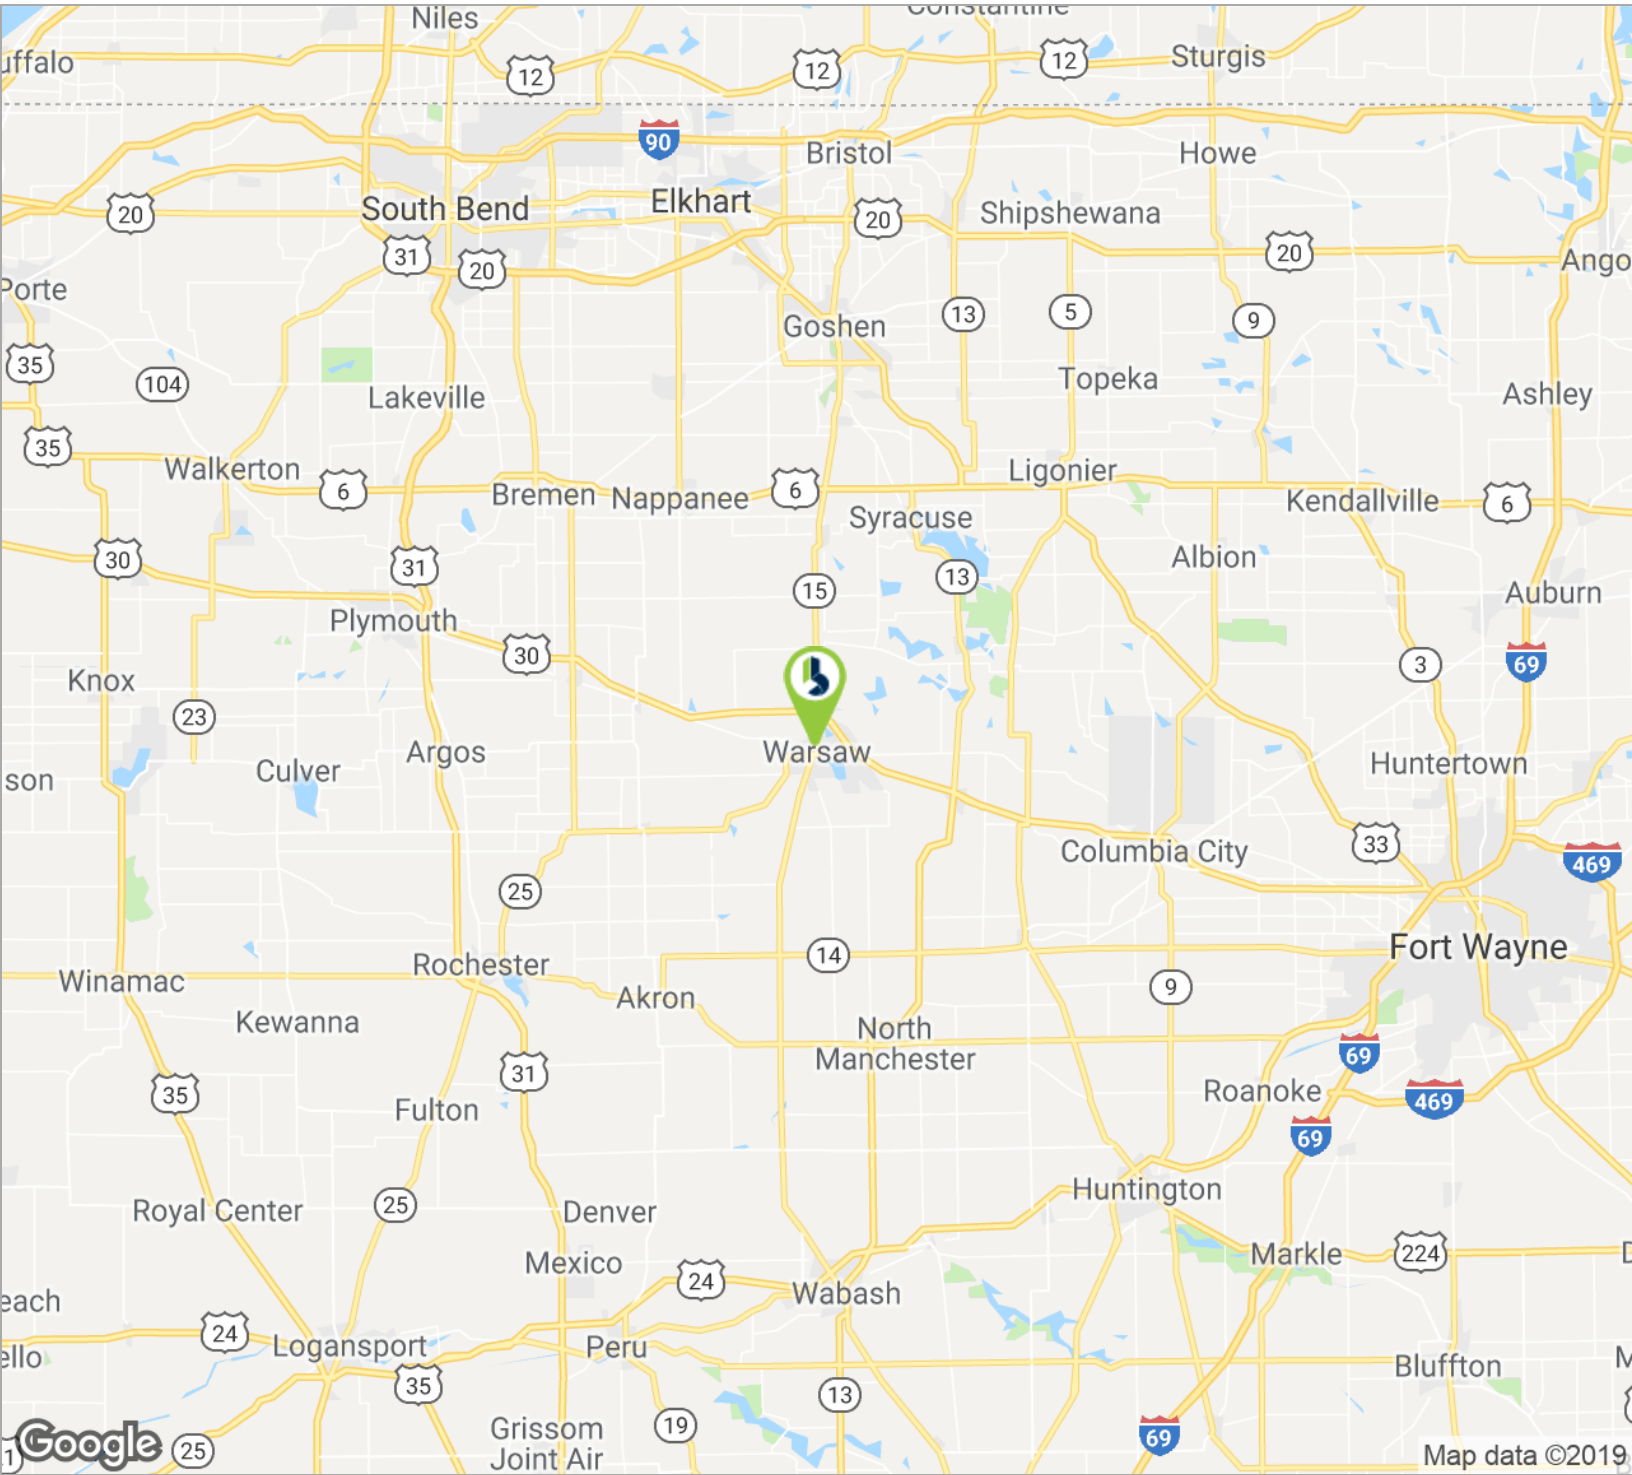 Constantine
Niles
12
12
12
Sturgis
uffalo
90
Bristol
Howe
20
South Bend
Elkhart
20
Shipshewana
31
20
20
Ango
Porte
13
5
9
Goshen
35
104
Lakeville
Topeka
Ashley
35
Walkerton
6
Bremen
Nappanee
6
Ligonier
Kendallville
6
Syracuse
30
31
15
13
Albion
Auburn
Plymouth
30
3
69
Knox
23
Argos
Culver
Warsaw
Huntertown
son
Columbia City
33
469
25
14
Fort Wayne
Rochester
Winamac
Akron
9
Kewanna
North
Manchester
31
69
35
Fulton
Roanoke
469
69
Royal Center
25
Denver
Huntington
Mexico
24
Markle
224
D
Wabash
each
24
Logansport
Peru
ello
35
Bluffton
M
13
Grissom
Joint Air
19
69
1
Google
25
Map data ©2019